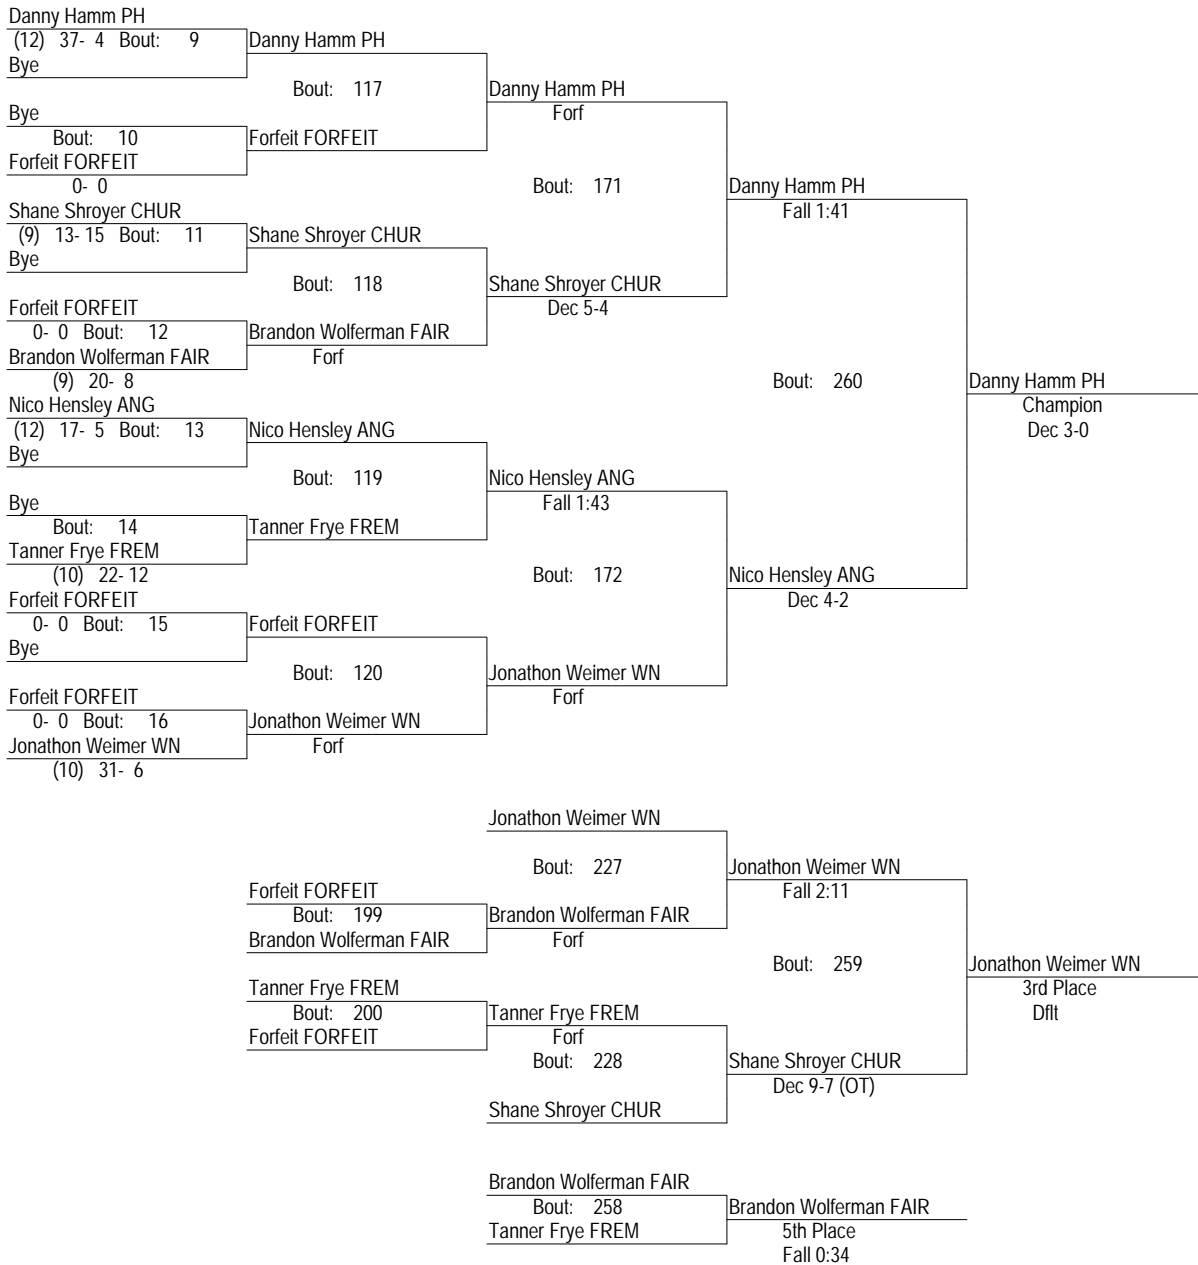 Danny Hamm PH
(12) 37- 4 Bout: 9
Bye
Danny Hamm PH
Bout: 117
Danny Hamm PH
Forf
Bye
Bout: 10
Forfeit FORFEIT
0- 0
Forfeit FORFEIT
Bout: 171
Danny Hamm PH
Fall 1:41
Shane Shroyer CHUR
(9) 13- 15 Bout: 11
Bye
Shane Shroyer CHUR
Bout: 118
Shane Shroyer CHUR
Dec 5-4
Forfeit FORFEIT
0- 0 Bout: 12
Brandon Wolferman FAIR
(9) 20- 8
Brandon Wolferman FAIR
Forf
Bout: 260
Danny Hamm PH
Champion
Dec 3-0
Nico Hensley ANG
(12) 17- 5 Bout: 13
Bye
Nico Hensley ANG
Bout: 119
Nico Hensley ANG
Fall 1:43
Bye
Bout: 14
Tanner Frye FREM
(10) 22- 12
Tanner Frye FREM
Bout: 172
Nico Hensley ANG
Dec 4-2
Forfeit FORFEIT
0- 0 Bout: 15
Bye
Forfeit FORFEIT
Bout: 120
Jonathon Weimer WN
Forf
Forfeit FORFEIT
0- 0 Bout: 16
Jonathon Weimer WN
(10) 31- 6
Jonathon Weimer WN
Forf
Jonathon Weimer WN
Bout: 227
Jonathon Weimer WN
Fall 2:11
Forfeit FORFEIT
Bout: 199
Brandon Wolferman FAIR
Brandon Wolferman FAIR
Forf
Bout: 259
Jonathon Weimer WN
3rd Place
Dflt
Tanner Frye FREM
Bout: 200
Forfeit FORFEIT
Tanner Frye FREM
Forf
Bout: 228
Shane Shroyer CHUR
Dec 9-7 (OT)
Shane Shroyer CHUR
Brandon Wolferman FAIR
Bout: 258
Tanner Frye FREM
Brandon Wolferman FAIR
5th Place
Fall 0:34